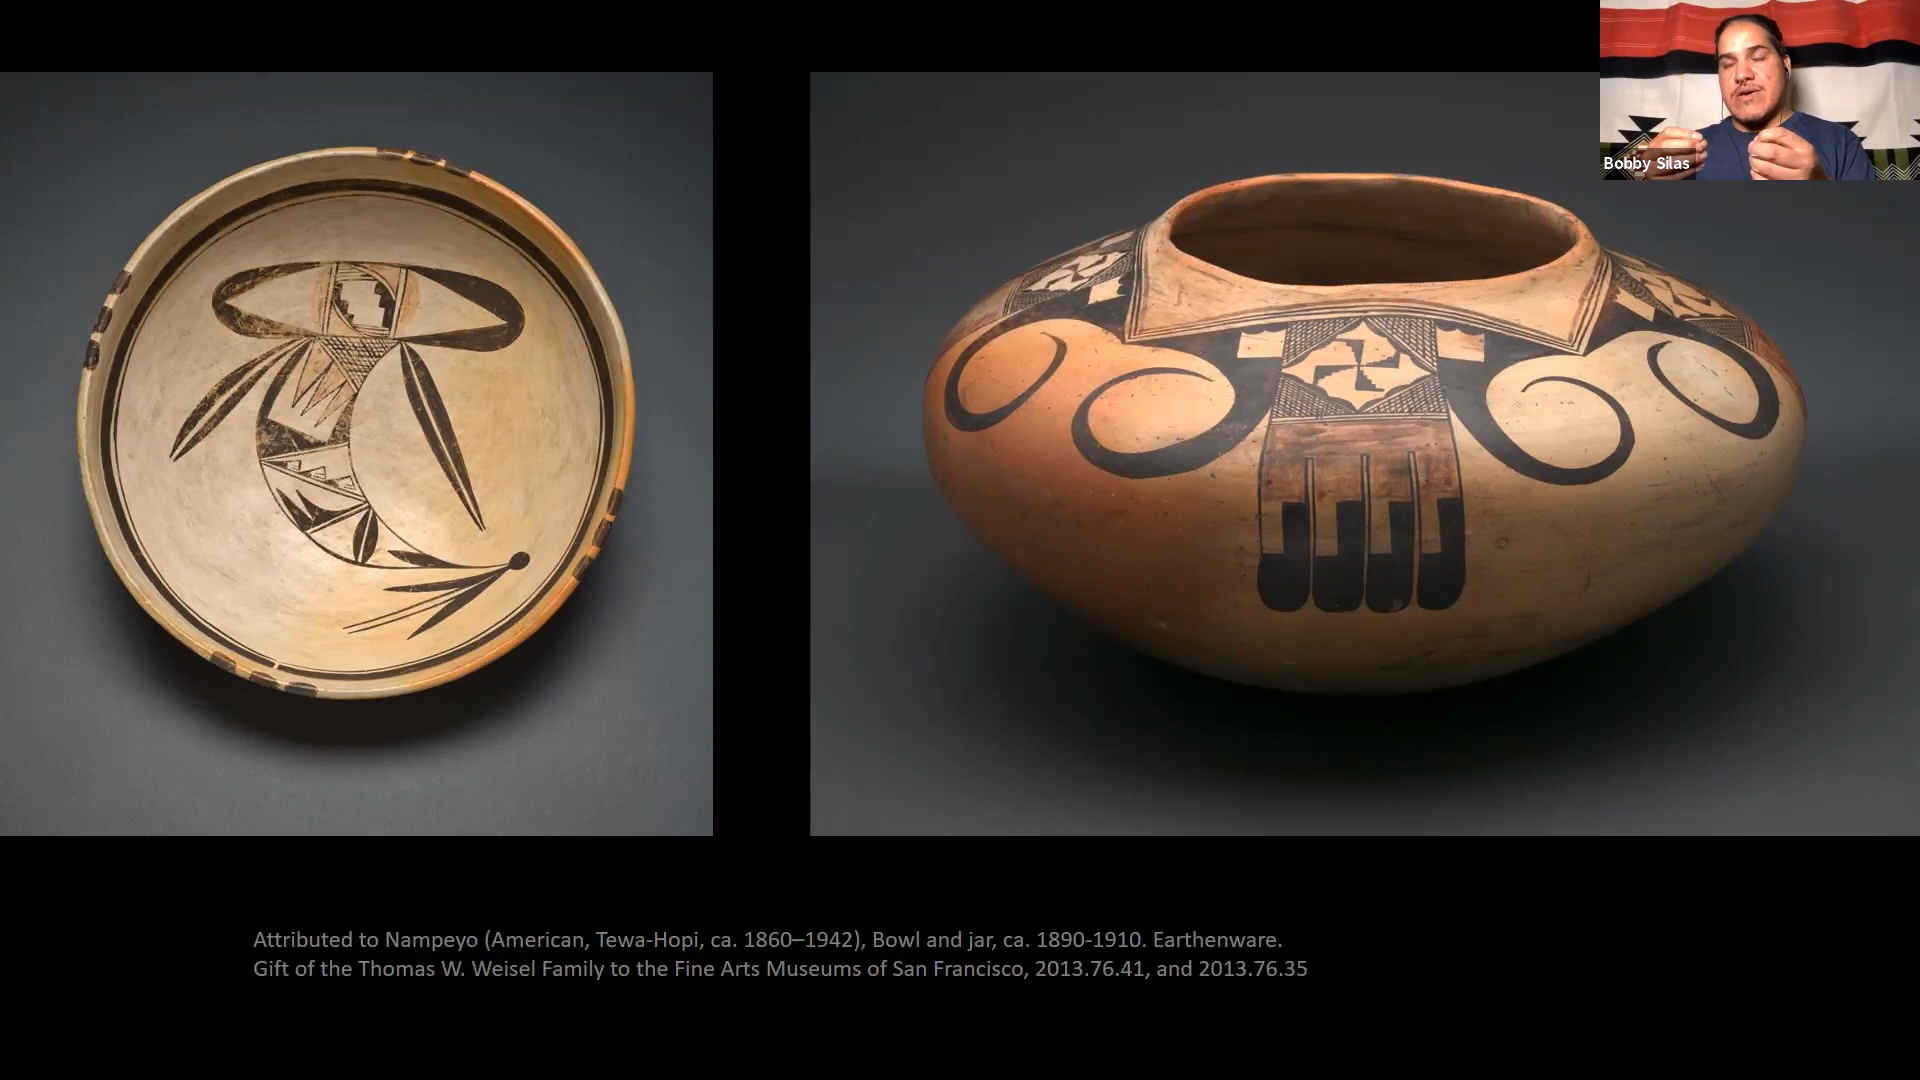 Bobby Silas
Attributed to Nampeyo (American, Tewa-Hopi, ca. 1860–1942), Bowl and jar, ca. 1890-1910. Earthenware.
Gift of the Thomas W. Weisel Family to the Fine Arts Museums of San Francisco, 2013.76.41, and 2013.76.35